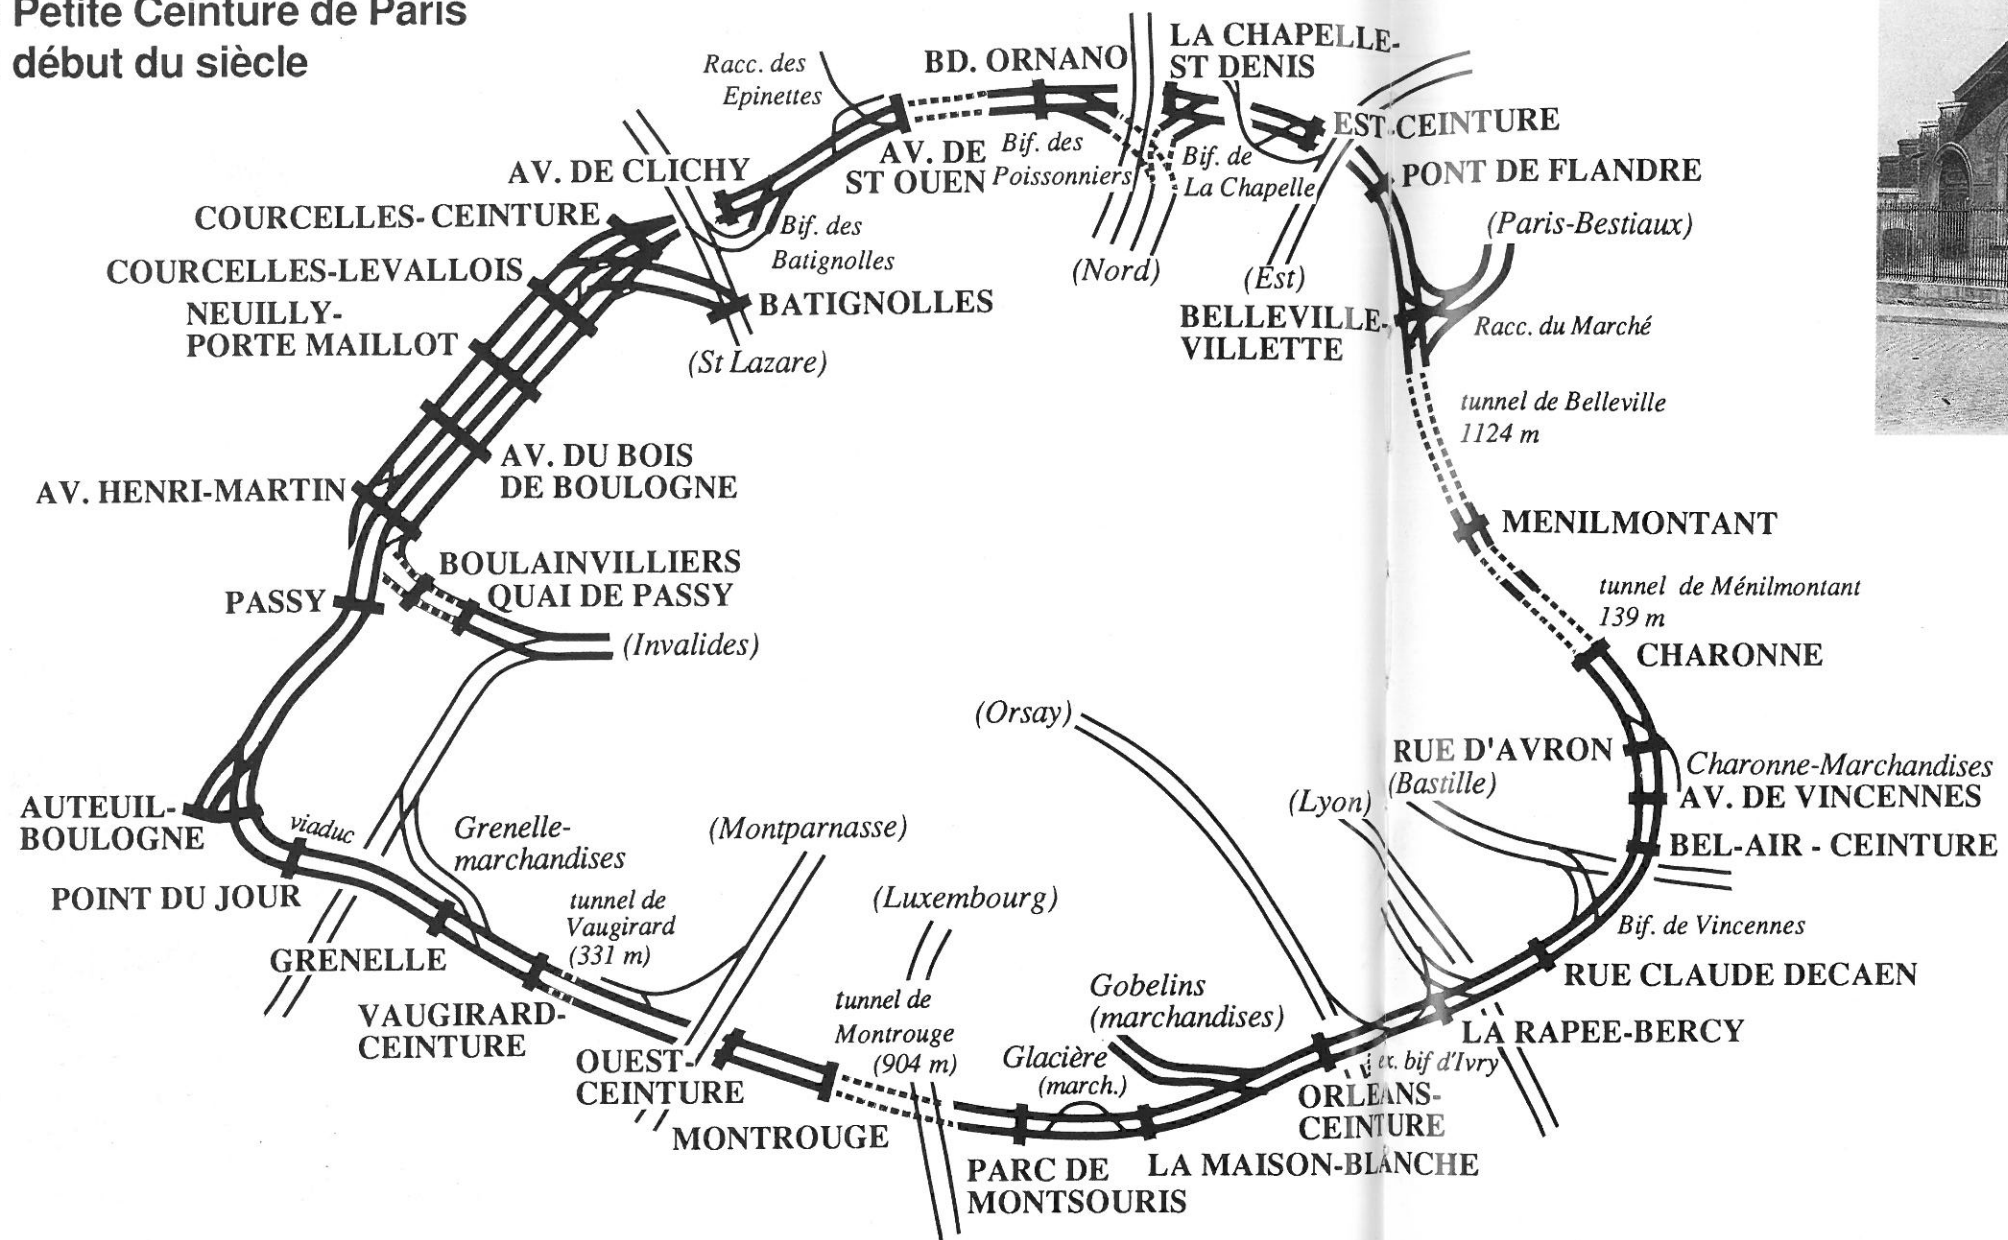 Petite Ceinture de Paris
début du siècle
Racc. des
Epinettes
BD. ORNANO
LA CHAPELLE-
ST DENIS
EST-CEINTURE
AV. DE
ST OUEN
Bif. des
Poissonniers
Bif. de
La Chapelle
PONT DE FLANDRE
AV. DE CLICHY
COURCELLES-CEINTURE
Bif. des
Batignolles
(Nord)
(Est)
(Paris-Bestiaux)
COURCELLES-LEVALLOIS
BATIGNOLLES
NEUILLY-
PORTE MAILLOT
(St Lazare)
BELLEVILLE-
VILLETTE
Racc. du Marché
tunnel de Belleville
1124 m
AV. DU BOIS
DE BOULOGNE
AV. HENRI-MARTIN
MENILMONTANT
BOULAINVILLIERS
QUAI DE PASSY
PASSY
(Invalides)
tunnel de Ménilmontant
139 m
CHARONNE
(Orsay)
RUE D'AVRON
(Bastille)
(Lyon)
Charonne-Marchandises
AV. DE VINCENNES
BEL-AIR - CEINTURE
AUTEUIL-
BOULOGNE
viaduc
Grenelle-
marchandises
(Montparnasse)
POINT DU JOUR
tunnel de
Vaugirard
(331 m)
(Luxembourg)
Bif. de Vincennes
GRENELLE
RUE CLAUDE DECAEN
VAUGIRARD-
CEINTURE
tunnel de
Montrouge
(904 m)
Gobelins
(marchandises)
LA RAPEE-BERCY
OUEST-
CEINTURE
Glacière
(march.)
ex. bif d'Ivry
ORLEANS-
CEINTURE
MONTROUGE
PARC DE
MONTSOURIS
LA MAISON-BLANCHE